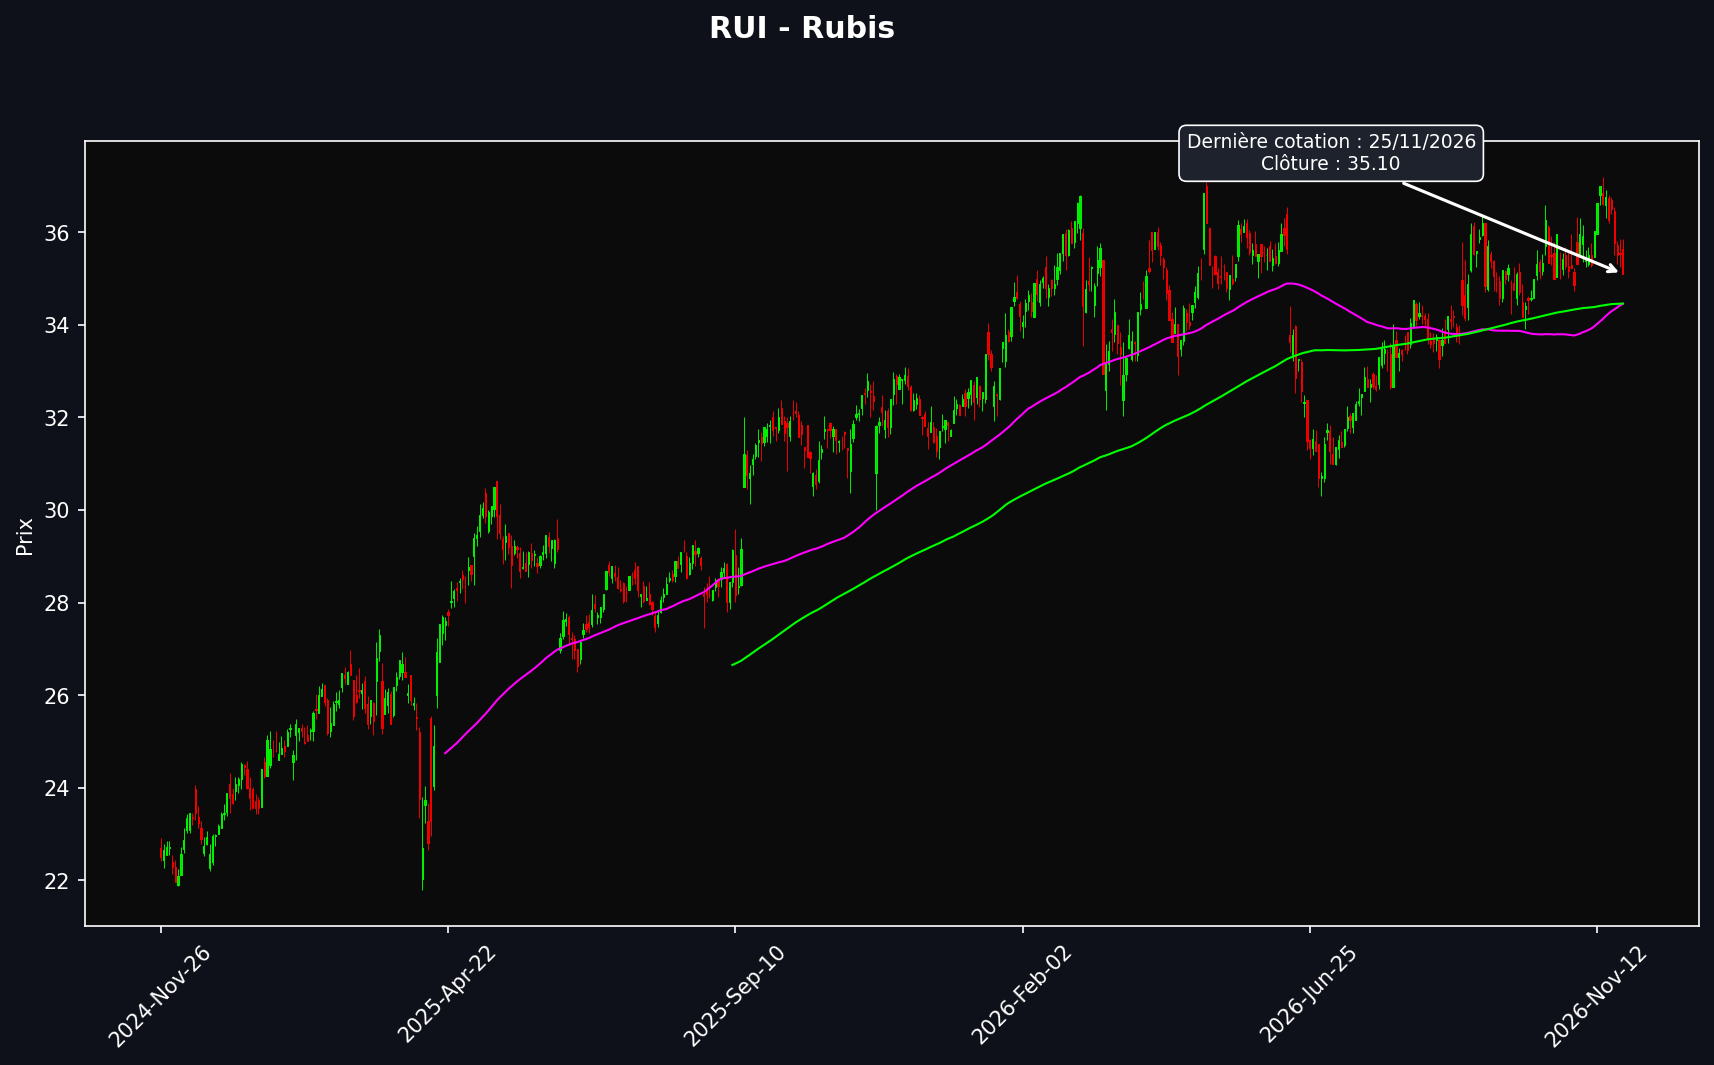 RUI - Rubis
Dernière cotation : 25/11/2026
Clôture : 35.10
Prix
36
34
32
30
28
26
24
22
2024-Nov-26
2025-Apr-22
2025-Sep-10
2026-Feb-02
2026-Jun-25
2026-Nov-12